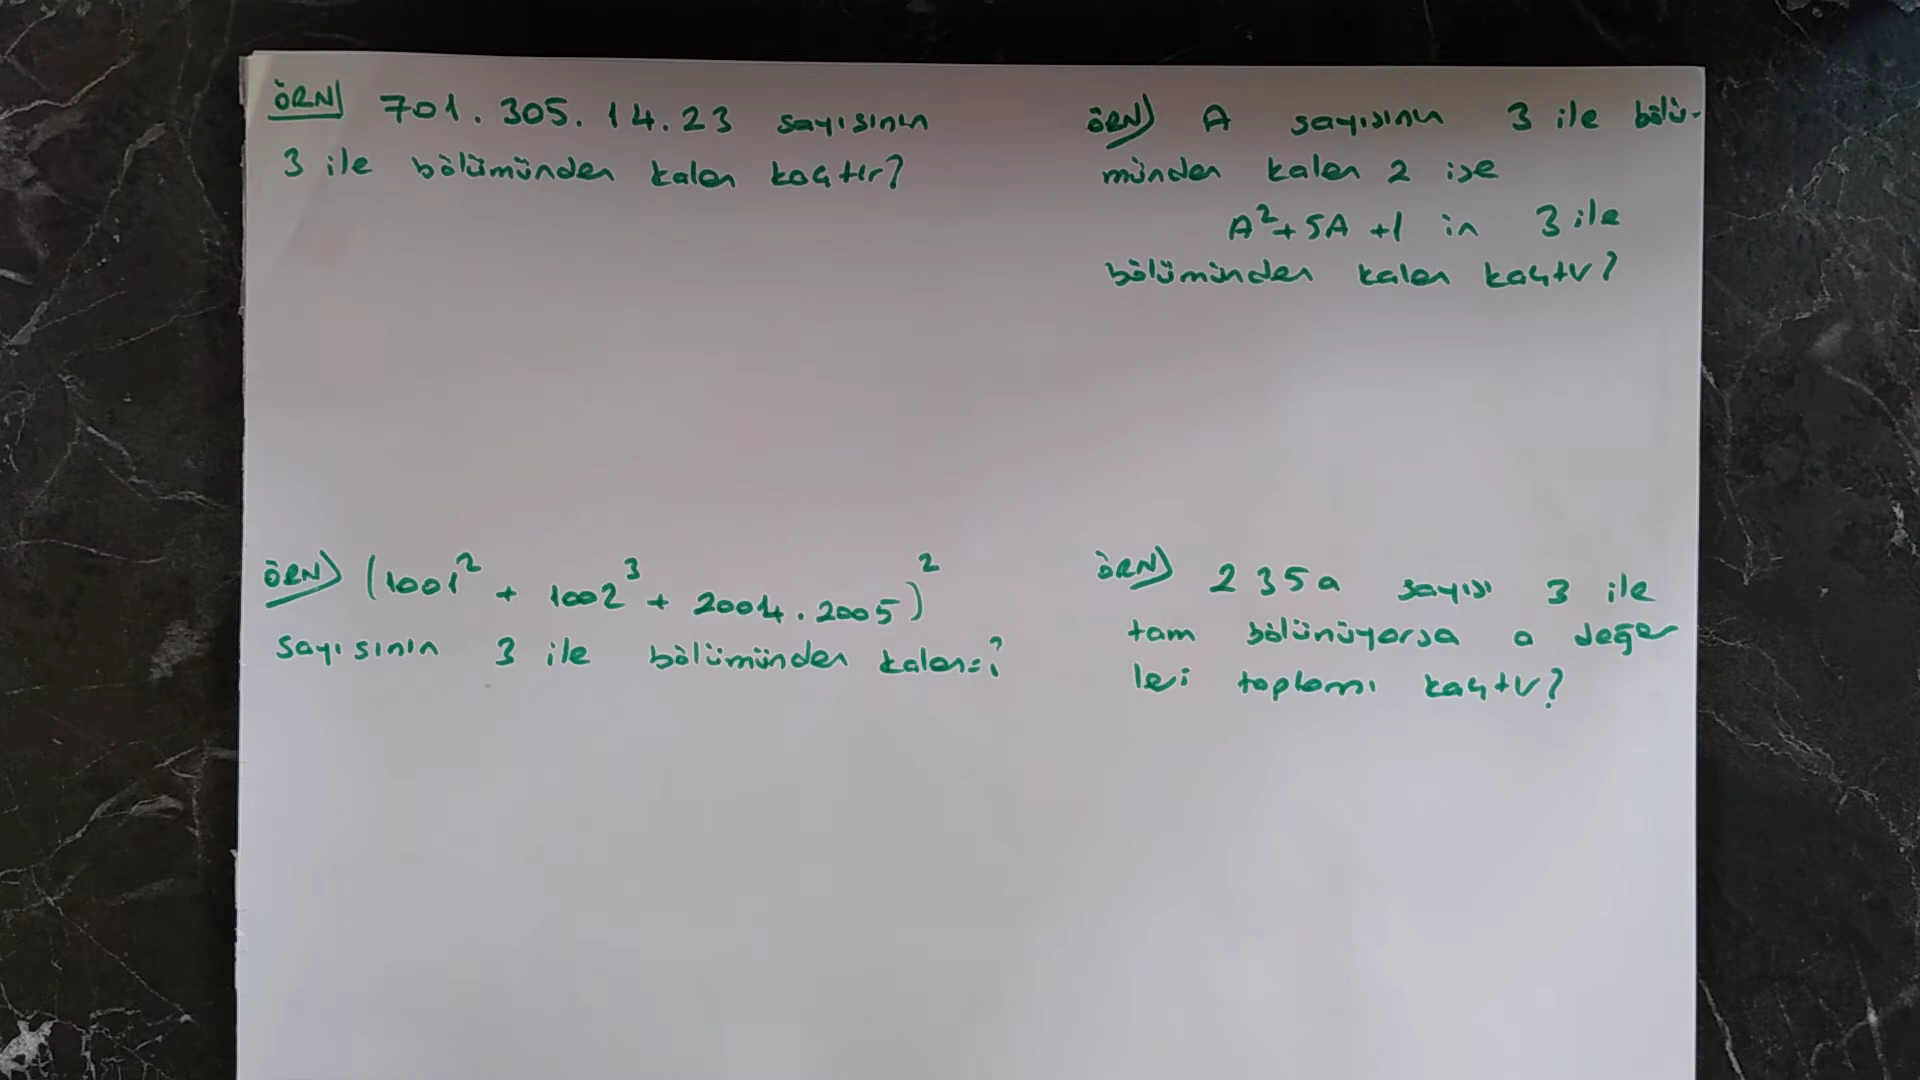 ÖRN) 701.305.14.23 sayısının
3 ile bölümünden kalan kaçtır?
ÖRN) A sayısının 3 ile bölü-
münden kalan 2 ise
A²+5A+1 in 3 ile
bölümünden kalan kaçtır?
ÖRN) (1001² + 1002³ + 2004.2005)²
sayısının 3 ile bölümünden kalan=?
ÖRN) 235a sayısı 3 ile
tam bölünüyorsa a değer
leri toplamı kaçtır?